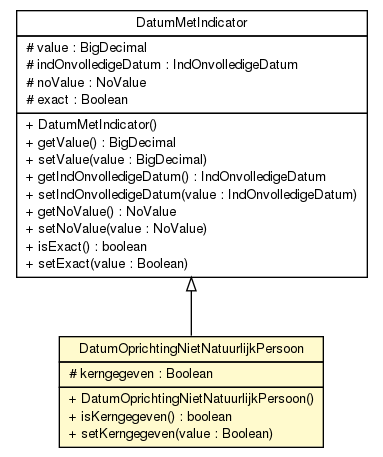 DatumMetIndicator
# value : BigDecimal
# indOnvolledigeDatum : IndOnvolledigeDatum
# noValue : NoValue
# exact : Boolean
+ DatumMetIndicator()
+ getValue() : BigDecimal
+ setValue(value : BigDecimal)
+ getIndOnvolledigeDatum() : IndOnvolledigeDatum
+ setIndOnvolledigeDatum(value : IndOnvolledigeDatum)
+ getNoValue() : NoValue
+ setNoValue(value : NoValue)
+ isExact() : boolean
+ setExact(value : Boolean)
DatumOprichtingNietNatuurlijkPersoon
# kerngegeven : Boolean
+ DatumOprichtingNietNatuurlijkPersoon()
+ isKerngegeven() : boolean
+ setKerngegeven(value : Boolean)